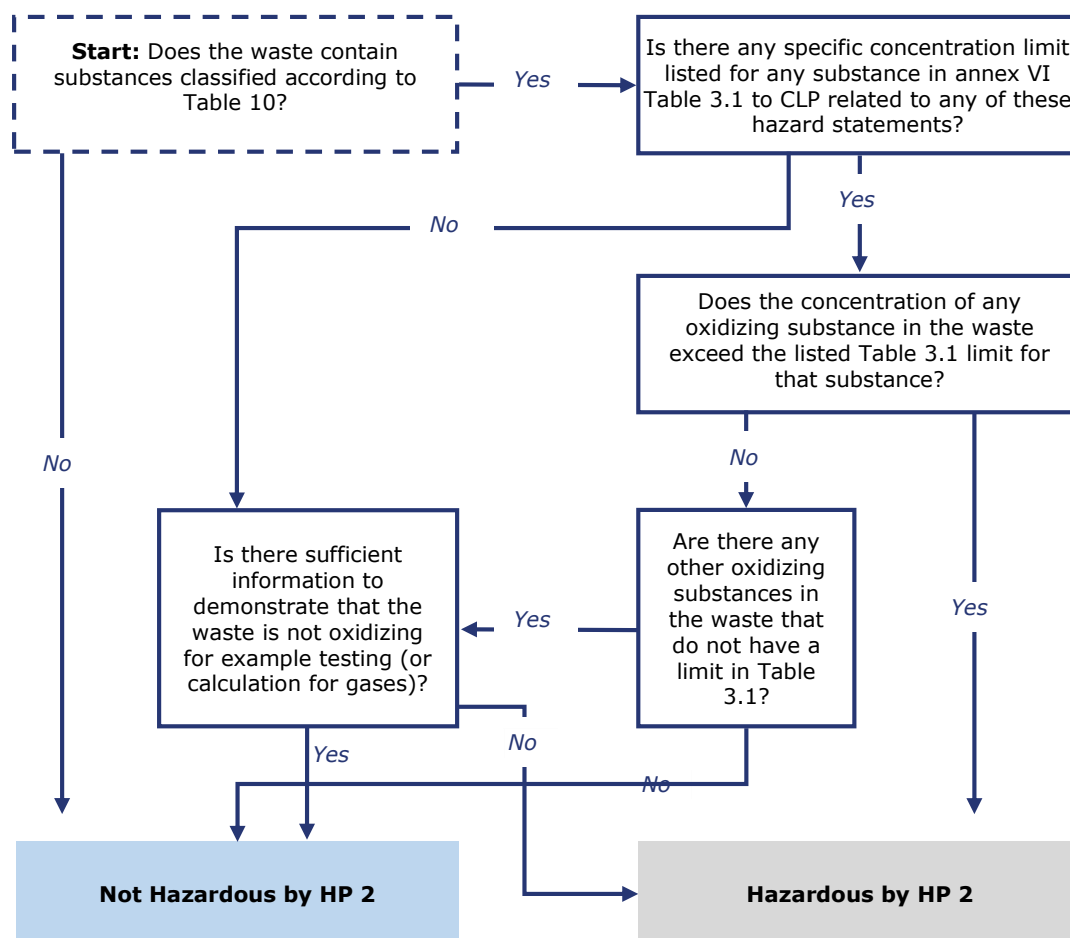 Start: Does the waste contain
substances classified according to
Table 10?
Yes
Is there any specific concentration limit
listed for any substance in annex VI
Table 3.1 to CLP related to any of these
hazard statements?
No
Yes
Does the concentration of any
oxidizing substance in the waste
exceed the listed Table 3.1 limit for
that substance?
No
No
Is there sufficient
information to
demonstrate that the
waste is not oxidizing
for example testing (or
calculation for gases)?
Yes
Are there any
other oxidizing
substances in
the waste that
do not have a
limit in Table
3.1?
Yes
Yes
No
No
Not Hazardous by HP 2
Hazardous by HP 2